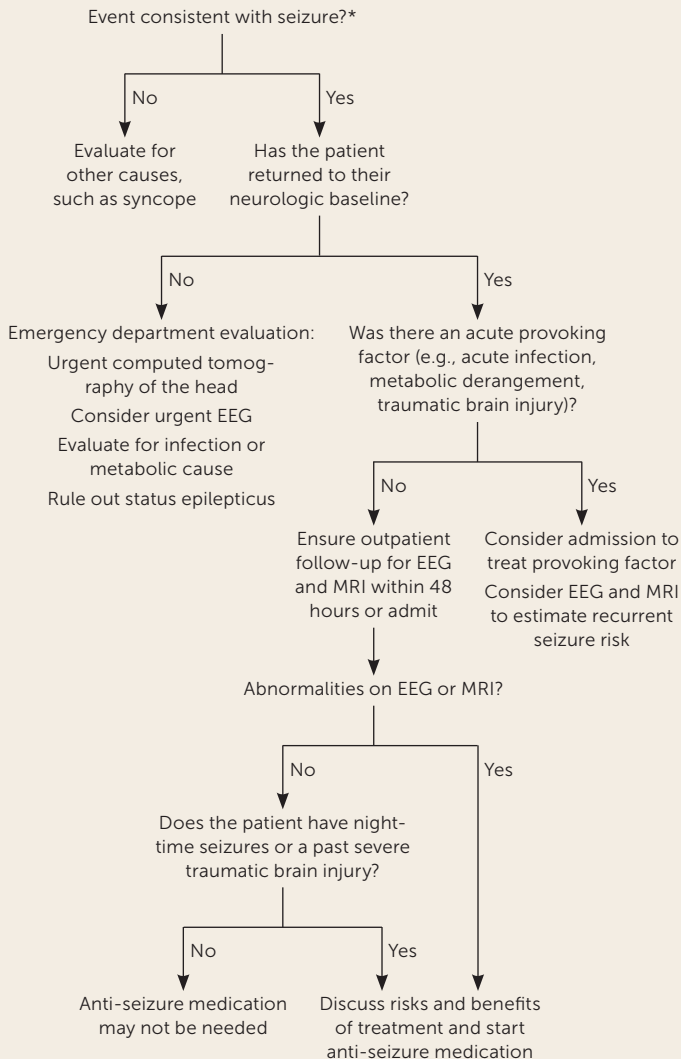 Event consistent with seizure?*
No
Yes
Evaluate for
other causes,
such as syncope
Has the patient
returned to their
neurologic baseline?
No
Yes
Emergency department evaluation:
Urgent computed tomog-
raphy of the head
Consider urgent EEG
Evaluate for infection or
metabolic cause
Rule out status epilepticus
Was there an acute provoking
factor (e.g., acute infection,
metabolic derangement,
traumatic brain injury)?
No
Yes
Ensure outpatient
follow-up for EEG
and MRI within 48
hours or admit
Consider admission to
treat provoking factor
Consider EEG and MRI
to estimate recurrent
seizure risk
Abnormalities on EEG or MRI?
No
Yes
Does the patient have night-
time seizures or a past severe
traumatic brain injury?
No
Yes
Anti-seizure medication
may not be needed
Discuss risks and benefits
of treatment and start
anti-seizure medication